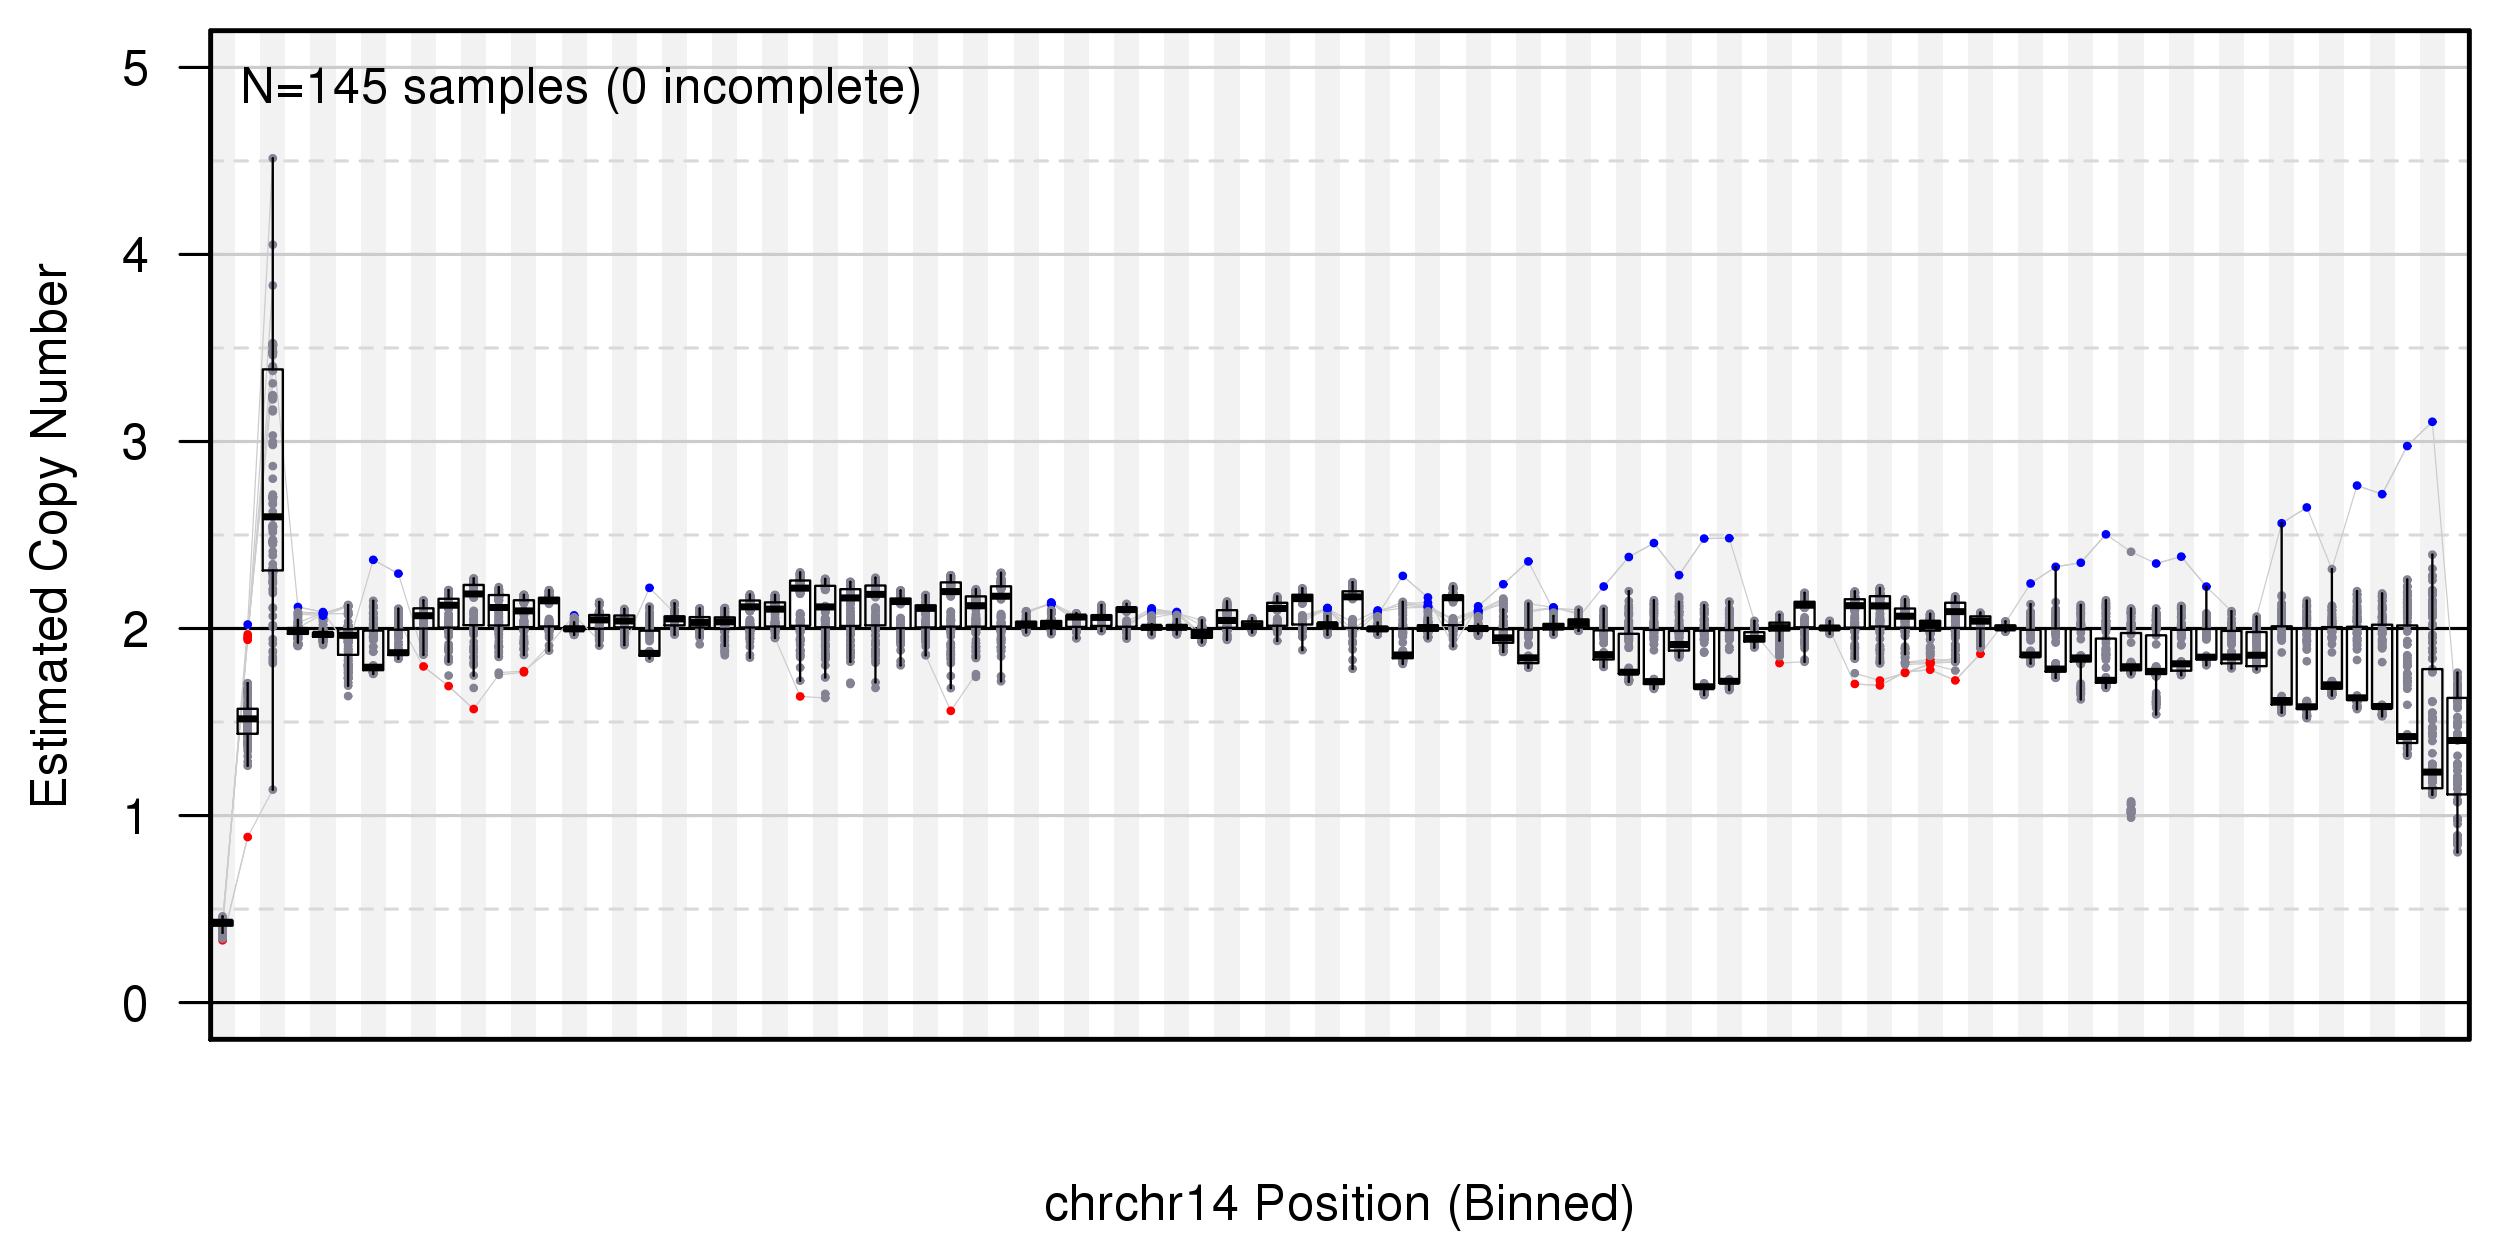 N=145 samples (0 incomplete)
Estimated Copy Number
5
4
3
2
1
0
chrchr14 Position (Binned)